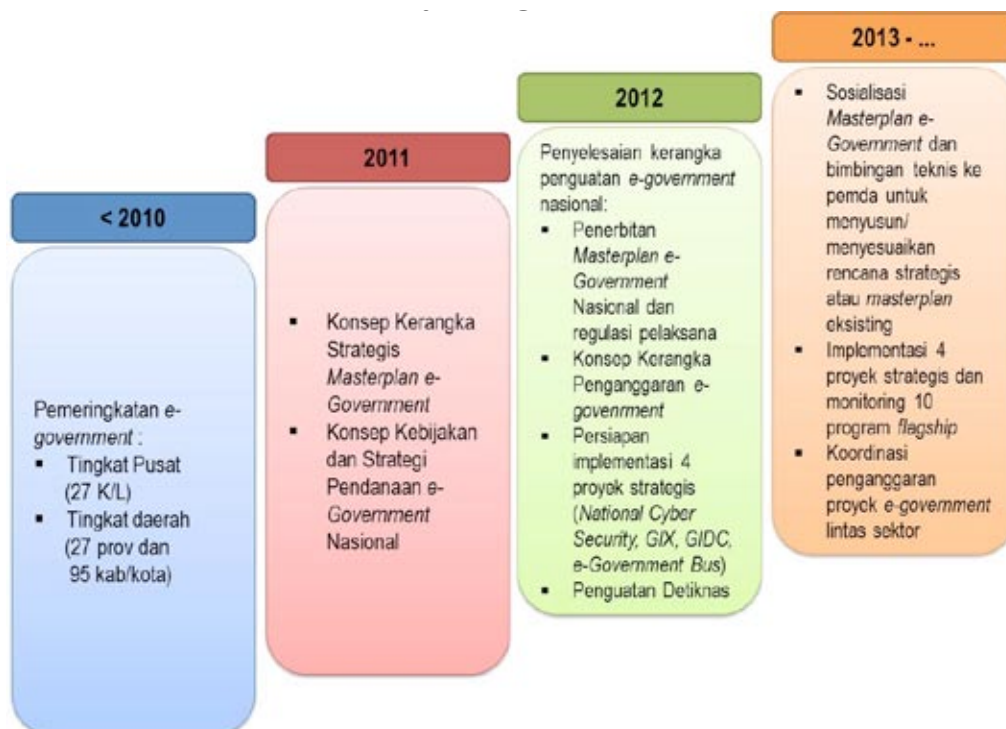 < 2010
Pemeringkatan e-
government :
▪ Tingkat Pusat
(27 K/L)
▪ Tingkat daerah
(27 prov dan
95 kab/kota)
2011
▪ Konsep Kerangka
Strategis
Masterplan e-
Government
▪ Konsep Kebijakan
dan Strategi
Pendanaan e-
Government
Nasional
2012
Penyelesaian kerangka
penguatan e-government
nasional:
▪ Penerbitan
Masterplan e-
Government
Nasional dan
regulasi pelaksana
▪ Konsep Kerangka
Penganggaran e-
govenrment
▪ Persiapan
implementasi 4
proyek strategis
(National Cyber
Security, GIX, GIDC,
e-Government Bus)
▪ Penguatan Detiknas
2013 - ...
▪ Sosialisasi
Masterplan e-
Government dan
bimbingan teknis ke
pemda untuk
menyusun/
menyesuaikan
rencana strategis
atau masterplan
eksisting
▪ Implementasi 4
proyek strategis dan
monitoring 10
program flagship
▪ Koordinasi
penganggaran
proyek e-government
lintas sektor